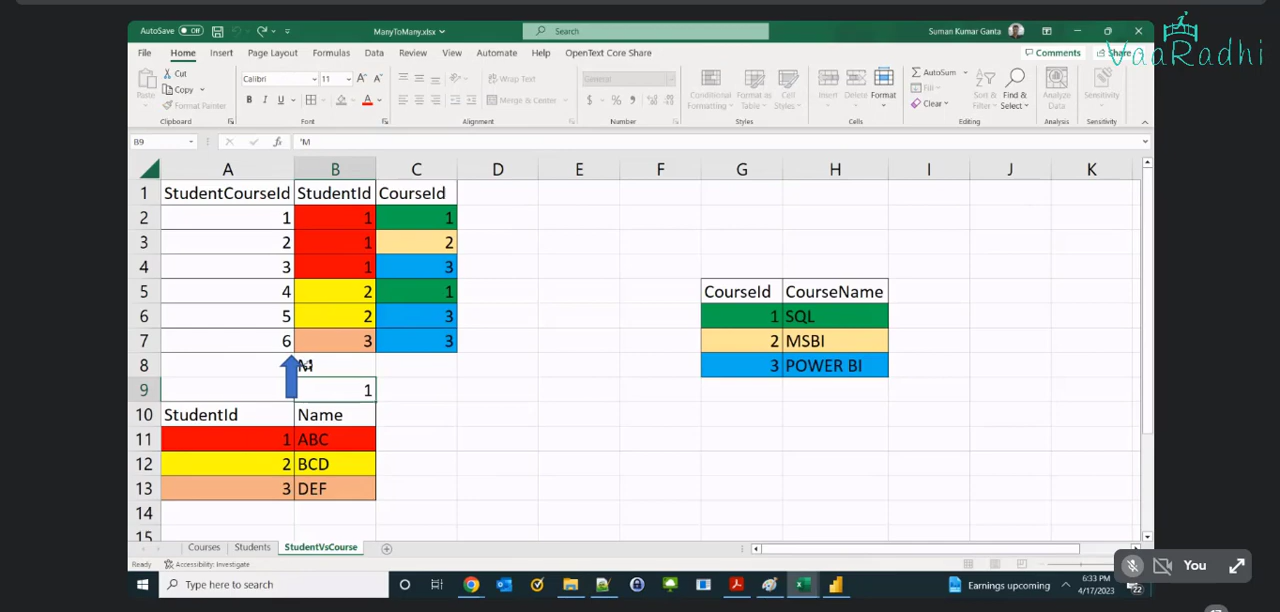 AutoSave Off ManyToMany.xlsx Search Suman Kumar Ganta
VaaRadhi
File Home Insert Page Layout Formulas Data Review View Automate Help OpenText Core Share Comments Share
Cut
Copy
Format Painter
Paste
Clipboard
Calibri 11
B I U
Font
Wrap Text
Merge & Center
Alignment
General
$ % 9
Number
Conditional Formatting
Format as Table
Cell Styles
Styles
Insert Delete Format
Cells
AutoSum
Fill
Clear
Sort & Filter
Find & Select
Editing
Analyze Data
Analysis
Sensitivity
Sensitivity
B9 fx 'M
A B C D E F G H I J K
1 StudentCourseId StudentId CourseId
2 1 1 1
3 2 1 2
4 3 1 3
5 4 2 1 CourseId CourseName
6 5 2 3 1 SQL
7 6 3 3 2 MSBI
8 M 3 POWER BI
9 1
10 StudentId Name
11 1 ABC
12 2 BCD
13 3 DEF
14
15
Courses Students StudentVsCourse
Ready Accessibility: Investigate
You
Type here to search
Earnings upcoming
6:33 PM
4/17/2023
22